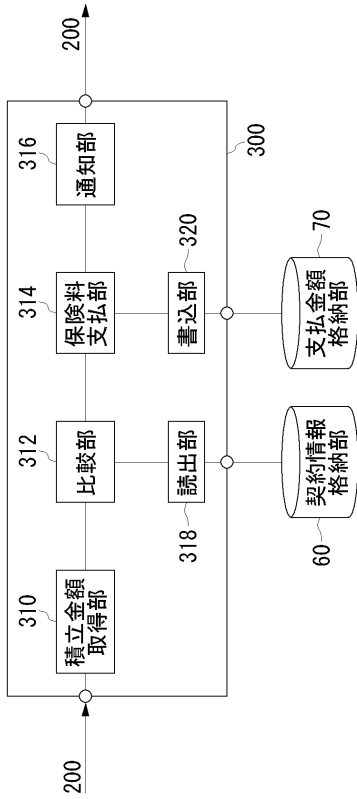 200
310
積立金額
取得部
312
比較部
314
保険料
支払部
316
通知部
200
318
読出部
320
書込部
300
60
契約情報
格納部
70
支払金額
格納部